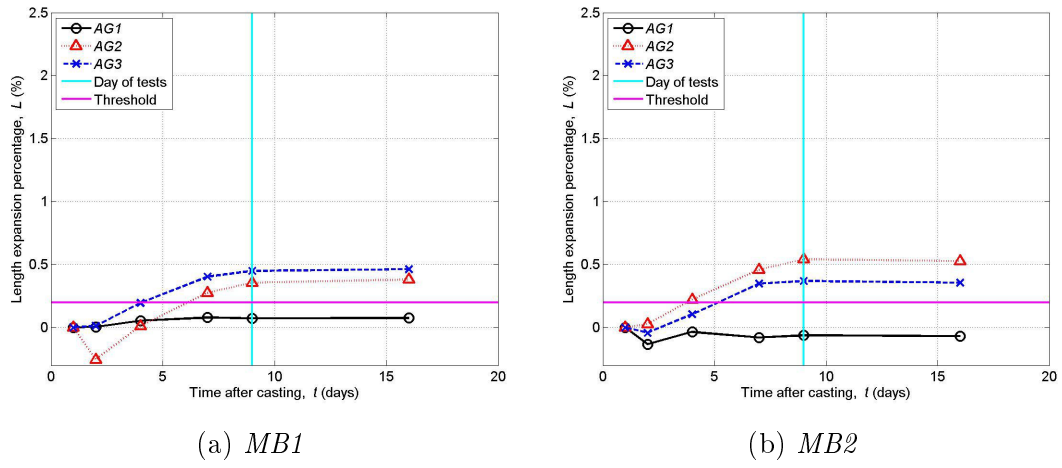 2.5
2
1.5
1
0.5
0
Length expansion percentage, L (%)
AG1
AG2
AG3
Day of tests
Threshold
0 5 10 15 20
Time after casting, t (days)
(a) MB1
2.5
2
1.5
1
0.5
0
Length expansion percentage, L (%)
AG1
AG2
AG3
Day of tests
Threshold
0 5 10 15 20
Time after casting, t (days)
(b) MB2